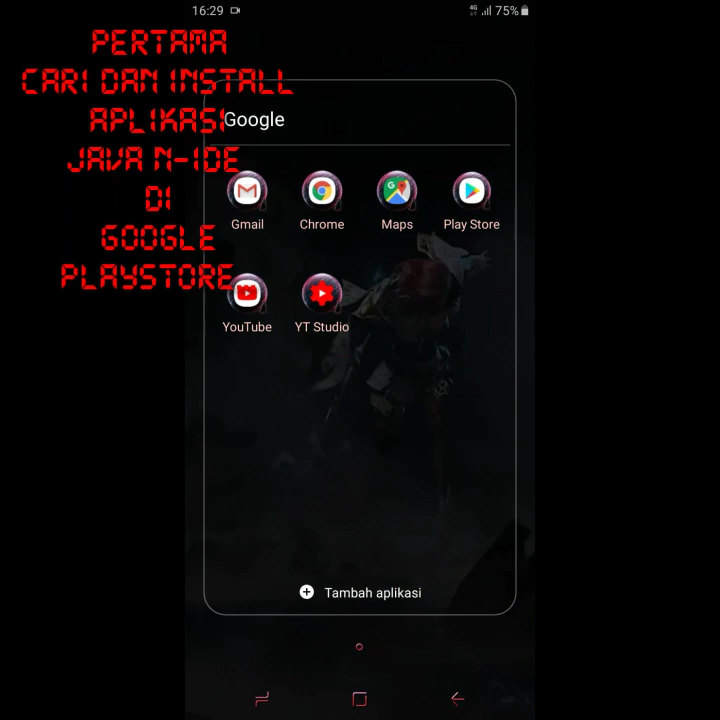 16:29
4G
75%
PERTAMA
CARI DAN INSTALL
APLIKASI
JAVA N-IDE
DI
GOOGLE
PLAYSTORE
Google
Gmail
Chrome
Maps
Play Store
YouTube
YT Studio
Tambah aplikasi